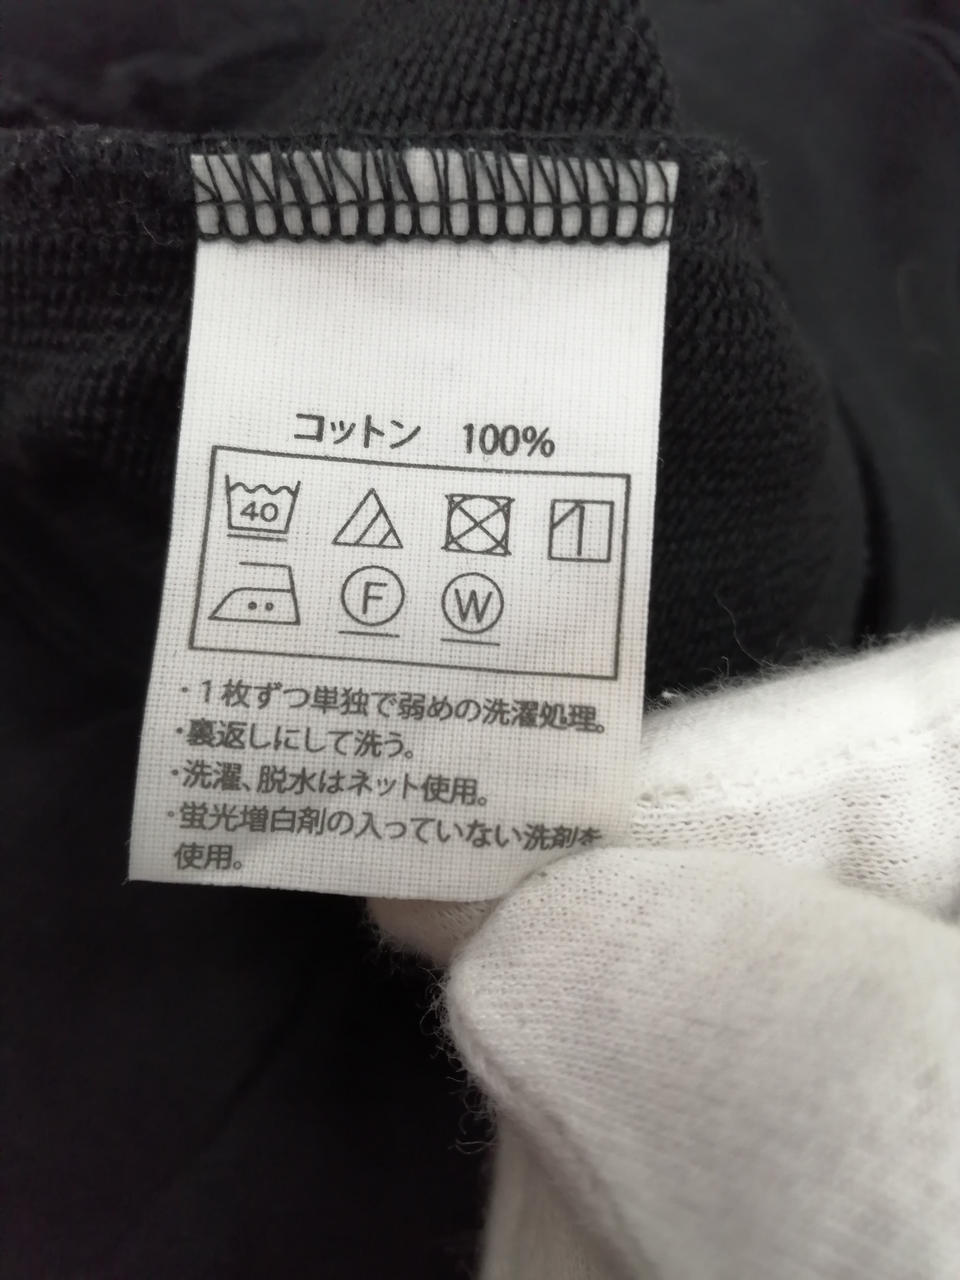 コットン 100%
40
F W
・1枚ずつ単独で弱めの洗濯処理。
・裏返しにして洗う。
・洗濯、脱水はネット使用。
・蛍光増白剤の入っていない洗剤を
使用。